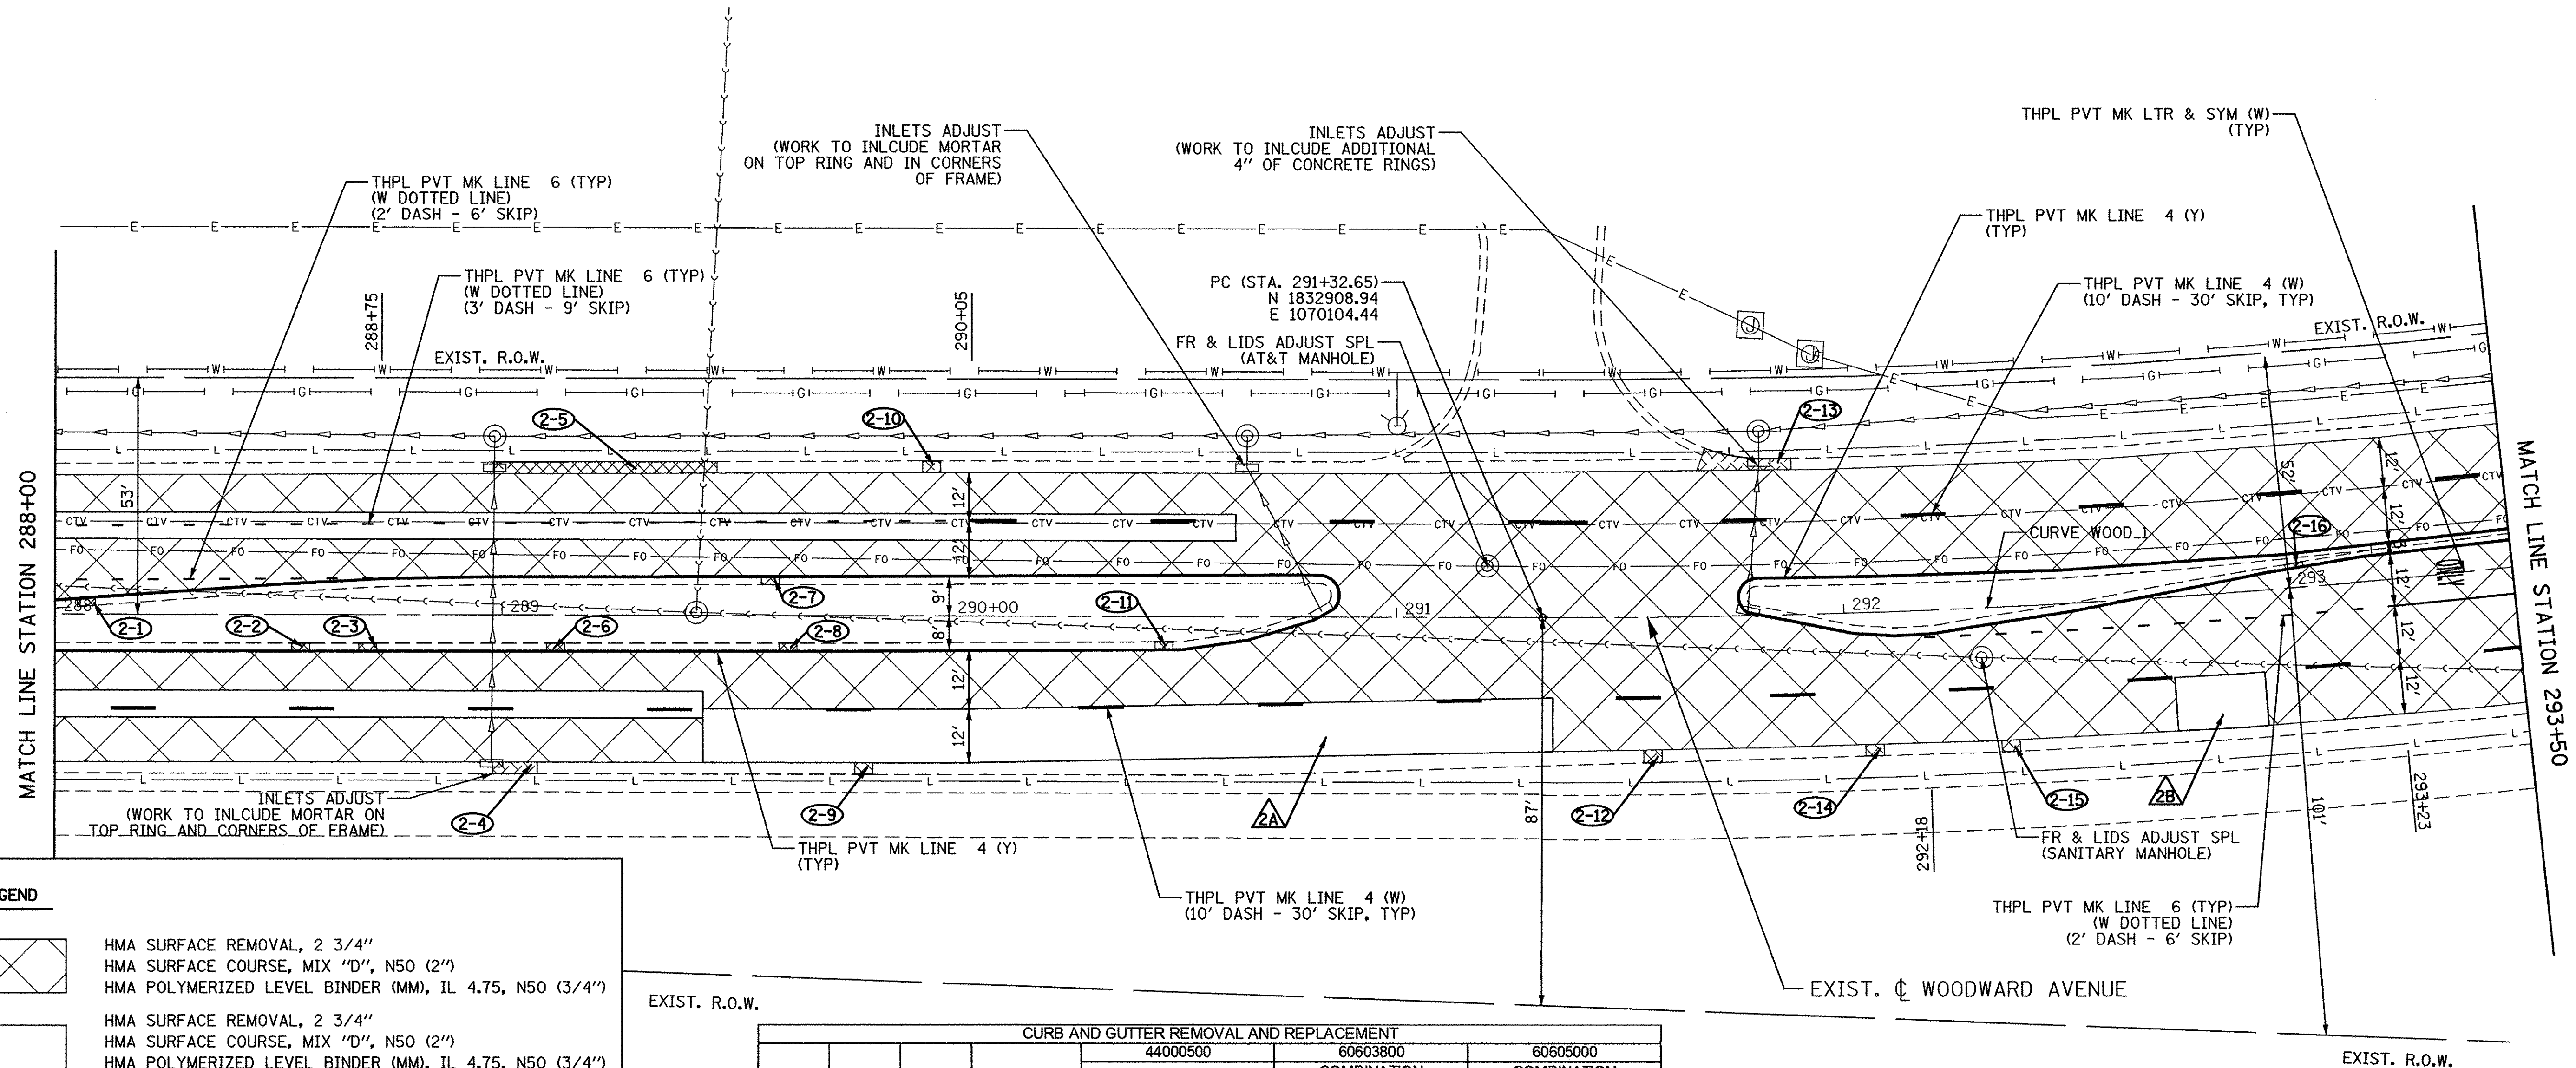 INLETS ADJUST
(WORK TO INLCUDE MORTAR
ON TOP RING AND IN CORNERS
OF FRAME)
INLETS ADJUST
(WORK TO INLCUDE ADDITIONAL
4" OF CONCRETE RINGS)
THPL PVT MK LTR & SYM (W)
(TYP)
THPL PVT MK LINE 6 (TYP)
(W DOTTED LINE)
(2' DASH - 6' SKIP)
THPL PVT MK LINE 4 (Y)
(TYP)
THPL PVT MK LINE 6 (TYP)
(W DOTTED LINE)
(3' DASH - 9' SKIP)
PC (STA. 291+32.65)
N 1832908.94
E 1070104.44
THPL PVT MK LINE 4 (W)
(10' DASH - 30' SKIP, TYP)
288+75
290+05
FR & LIDS ADJUST SPL
(AT&T MANHOLE)
EXIST. R.O.W.
EXIST. R.O.W.
MATCH LINE STATION 288+00
MATCH LINE STATION 293+50
2-5
2-10
2-13
53'
12'
12'
52'
12'
12'
CURVE WOOD_1
2-16
3'
288
289
290+00
291
292
293
2-1
2-2
2-3
2-6
2-7
2-8
2-11
9'
8'
12'
12'
12'
12'
12'
INLETS ADJUST
(WORK TO INLCUDE MORTAR ON
TOP RING AND CORNERS OF FRAME)
2-4
2-9
2A
87'
2-12
2-14
2-15
2B
101'
292+18
293+23
THPL PVT MK LINE 4 (Y)
(TYP)
FR & LIDS ADJUST SPL
(SANITARY MANHOLE)
THPL PVT MK LINE 4 (W)
(10' DASH - 30' SKIP, TYP)
THPL PVT MK LINE 6 (TYP)
(W DOTTED LINE)
(2' DASH - 6' SKIP)
EXIST. ℄ WOODWARD AVENUE
EXIST. R.O.W.
EXIST. R.O.W.
GEND
HMA SURFACE REMOVAL, 2 3/4"
HMA SURFACE COURSE, MIX "D", N50 (2")
HMA POLYMERIZED LEVEL BINDER (MM), IL 4.75, N50 (3/4")
HMA SURFACE REMOVAL, 2 3/4"
HMA SURFACE COURSE, MIX "D", N50 (2")
HMA POLYMERIZED LEVEL BINDER (MM), IL 4.75, N50 (3/4")
CURB AND GUTTER REMOVAL AND REPLACEMENT
44000500 60603800 60605000
COMBINATION COMBINATION